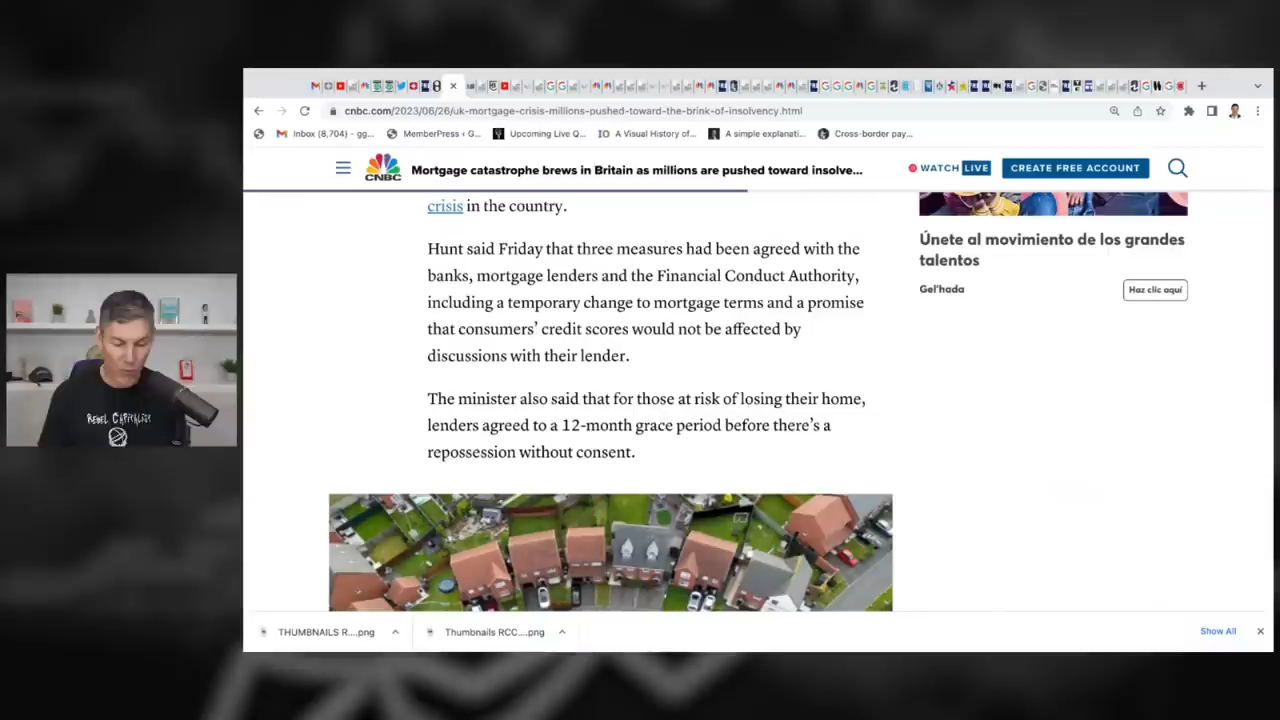 cnbc.com/2023/06/26/uk-mortgage-crisis-millions-pushed-toward-the-brink-of-insolvency.html
Inbox (8,704) - gg...
MemberPress ‹ G...
Upcoming Live Q...
A Visual History of...
A simple explanati...
Cross-border pay...
CNBC
Mortgage catastrophe brews in Britain as millions are pushed toward insolve...
WATCH LIVE
CREATE FREE ACCOUNT
crisis in the country.
Hunt said Friday that three measures had been agreed with the
banks, mortgage lenders and the Financial Conduct Authority,
including a temporary change to mortgage terms and a promise
that consumers’ credit scores would not be affected by
discussions with their lender.
The minister also said that for those at risk of losing their home,
lenders agreed to a 12-month grace period before there’s a
repossession without consent.
Únete al movimiento de los grandes
talentos
Gel'hada
Haz clic aquí
REBEL CAPITALIST
THUMBNAILS R....png
Thumbnails RCC....png
Show All